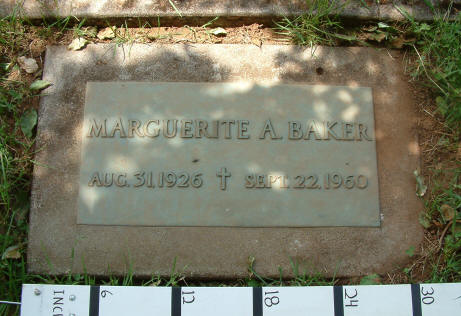 MARGUERITE A. BAKER
AUG. 31. 1926 † SEPT. 22. 1960
6 12 18 24 30